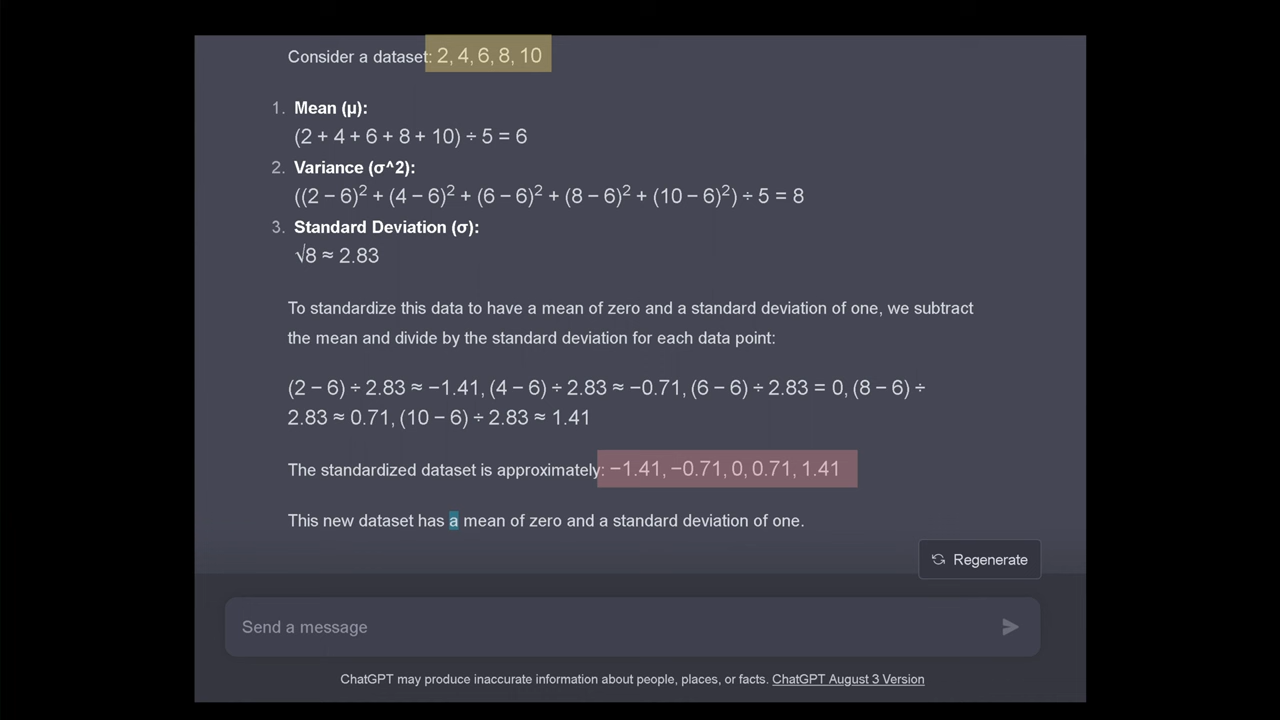 Consider a dataset: 2, 4, 6, 8, 10
1. Mean (μ):
(2 + 4 + 6 + 8 + 10) ÷ 5 = 6
2. Variance (σ^2):
((2 − 6)² + (4 − 6)² + (6 − 6)² + (8 − 6)² + (10 − 6)²) ÷ 5 = 8
3. Standard Deviation (σ):
√8 ≈ 2.83
To standardize this data to have a mean of zero and a standard deviation of one, we subtract
the mean and divide by the standard deviation for each data point:
(2 − 6) ÷ 2.83 ≈ −1.41, (4 − 6) ÷ 2.83 ≈ −0.71, (6 − 6) ÷ 2.83 = 0, (8 − 6) ÷
2.83 ≈ 0.71, (10 − 6) ÷ 2.83 ≈ 1.41
The standardized dataset is approximately: −1.41, −0.71, 0, 0.71, 1.41
This new dataset has a mean of zero and a standard deviation of one.
Regenerate
Send a message
ChatGPT may produce inaccurate information about people, places, or facts. ChatGPT August 3 Version